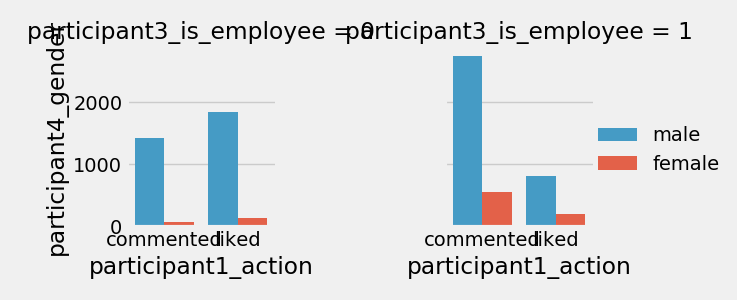 participant3_is_employee = 0
participant3_is_employee = 1
participant4_gender
2000
1000
0
commented
liked
commented
liked
participant1_action
participant1_action
male
female